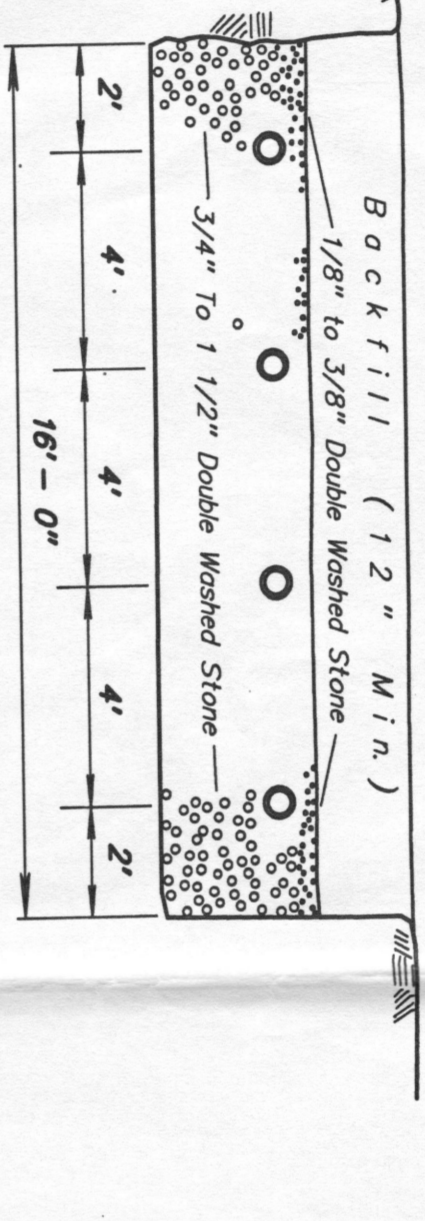 Backfill (12" Min.)
1/8" to 3/8" Double Washed Stone
3/4" To 1 1/2" Double Washed Stone
2' 4' 4' 4' 2'
16' – 0"